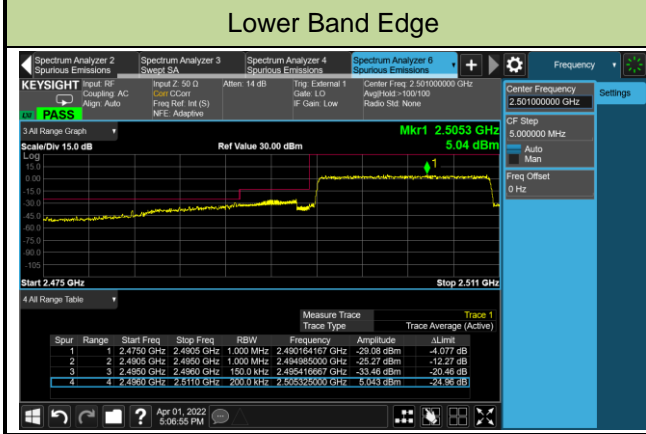 Lower Band Edge
Spectrum Analyzer 2
Spurious Emissions
Spectrum Analyzer 3
Swept SA
Spectrum Analyzer 4
Spurious Emissions
Spectrum Analyzer 6
Spurious Emissions
Frequency
KEYSIGHT
PASS
Input: RF
Coupling: AC
Align: Auto
Input Z: 50 Ω
Corr CCorr
Freq Ref: Int (S)
NFE: Adaptive
Atten: 14 dB
Trig: External 1
Gate: LO
IF Gain: Low
Center Freq: 2.501000000 GHz
Avg|Hold:>100/100
Radio Std: None
Center Frequency
2.501000000 GHz
Settings
CF Step
5.000000 MHz
Auto
Man
Freq Offset
0 Hz
3 All Range Graph
Mkr1 2.5053 GHz
Scale/Div 15.0 dB
Ref Value 30.00 dBm
5.04 dBm
Log
15.0
0.00
-15.0
-30.0
-45.0
-60.0
-75.0
-90.0
-105
1
Start 2.475 GHz
Stop 2.511 GHz
4 All Range Table
Measure Trace Trace 1
Trace Type Trace Average (Active)
Spur Range Start Freq Stop Freq RBW Frequency Amplitude ΔLimit
1 1 2.4750 GHz 2.4905 GHz 1.000 MHz 2.490164167 GHz -29.08 dBm -4.077 dB
2 2 2.4905 GHz 2.4950 GHz 1.000 MHz 2.494985000 GHz -25.27 dBm -12.27 dB
3 3 2.4950 GHz 2.4960 GHz 150.0 kHz 2.495416667 GHz -33.46 dBm -20.46 dB
4 4 2.4960 GHz 2.5110 GHz 200.0 kHz 2.505325000 GHz 5.043 dBm -24.96 dB
Apr 01, 2022
5:06:55 PM